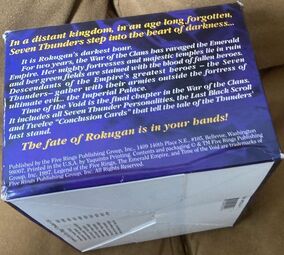 In a distant kingdom, in an age long forgotten,
Seven Thunders step into the heart of darkness...
It is Rokugan's darkest hour.
For two years, the War of the Clans has ravaged the Emerald
Empire. Her mighty fortresses and majestic temples lie in ruin
and her green fields are stained with the blood of fallen heroes.
Descendants of the Empire's greatest heroes – the Seven
Thunders – gather with their armies outside the fortress of
ultimate evil... the Imperial Palace.
Time of the Void is the final chapter in the War of the Clans.
It includes all Seven Thunder Personalities, the Last Black Scroll
and Twelve "Conclusion Cards" that tell the tale of the Thunders'
last stand.
The fate of Rokugan is in your hands!
Published by the Five Rings Publishing Group, Inc., 1409 140th Place N.E. #105, Bellevue, Washington
98007. Printed in the U.S.A. by Yaquinto Printing. Contents and packaging © & TM Five Rings Publishing
Group, Inc. 1997. Legend of the Five Rings, The Emerald Empire, and Time of the Void are trademarks of
Five Rings Publishing Group, Inc. All Rights Reserved.